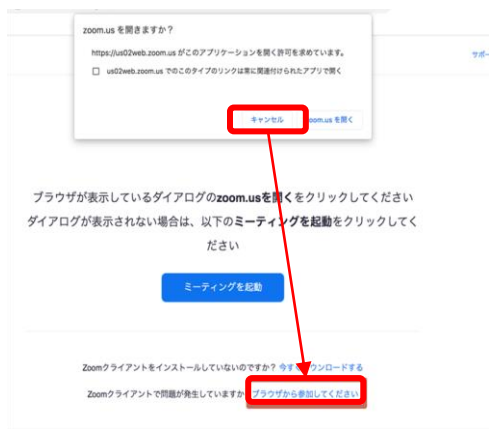 zoom.us を開きますか？
https://us02web.zoom.us がこのアプリケーションを開く許可を求めています。
us02web.zoom.us でのこのタイプのリンクは常に関連付けられたアプリで開く
サポー
キャンセル zoom.us を開く
ブラウザが表示しているダイアログのzoom.usを開くをクリックしてください
ダイアログが表示されない場合は、以下のミーティングを起動をクリックしてく
ださい
ミーティングを起動
Zoomクライアントをインストールしていないのですか？ 今すぐダウンロードする
Zoomクライアントで問題が発生していますか ブラウザから参加してください